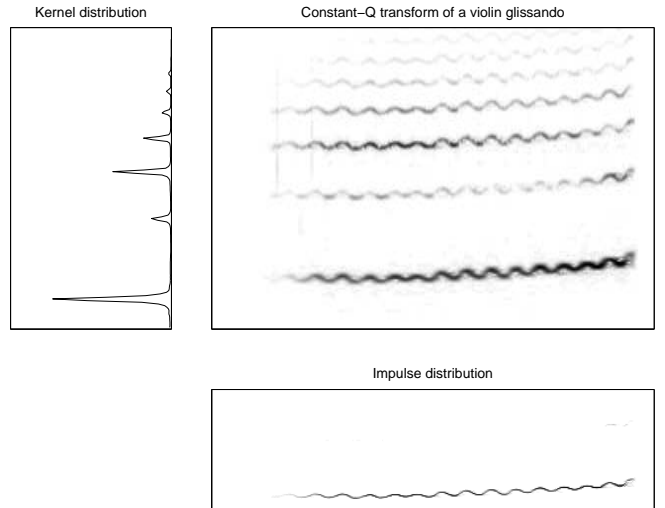 Kernel distribution
Constant−Q transform of a violin glissando
Impulse distribution